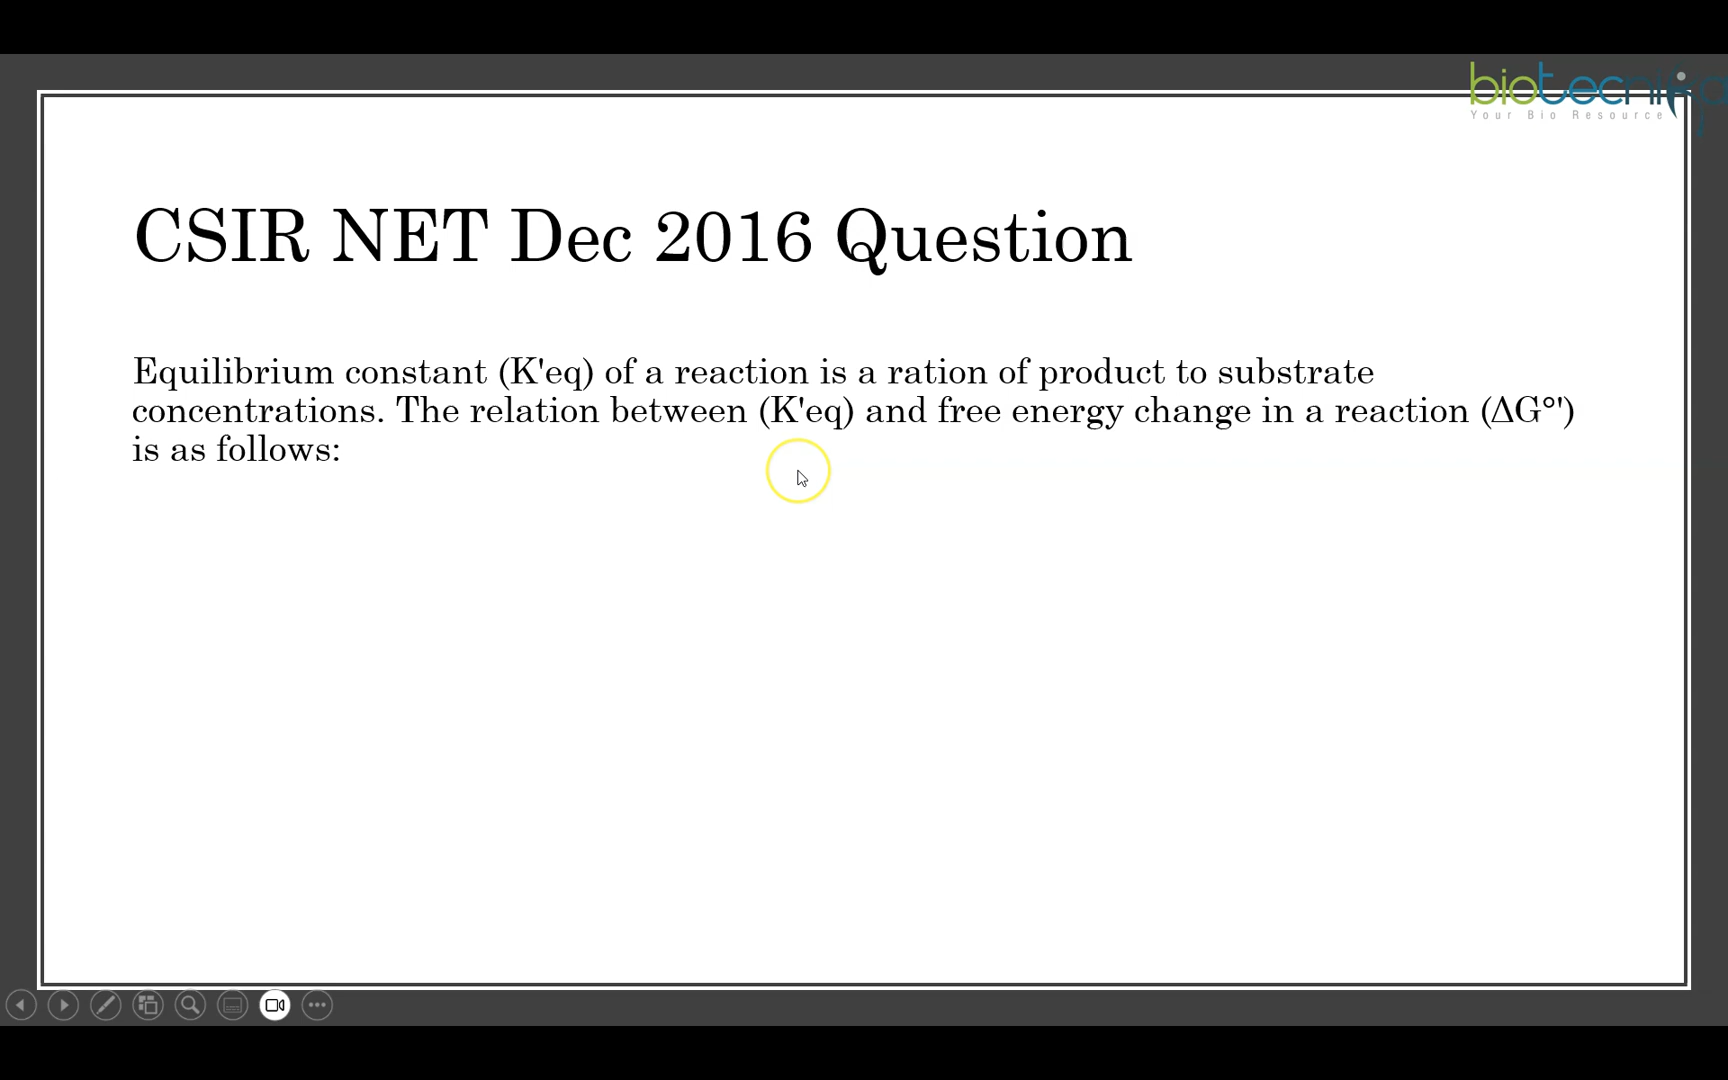 biotecnika
Your Bio Resource
CSIR NET Dec 2016 Question
Equilibrium constant (K'eq) of a reaction is a ration of product to substrate
concentrations. The relation between (K'eq) and free energy change in a reaction (ΔG°')
is as follows: